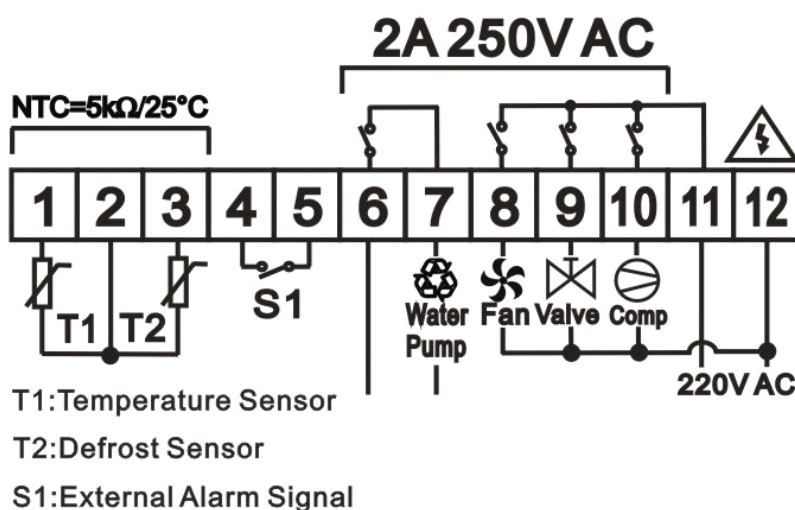 2A 250V AC
NTC=5kΩ/25°C
1 2 3 4 5 6 7 8 9 10 11 12
T1 T2 S1 Water Pump Fan Valve Comp
220V AC
T1:Temperature Sensor
T2:Defrost Sensor
S1:External Alarm Signal